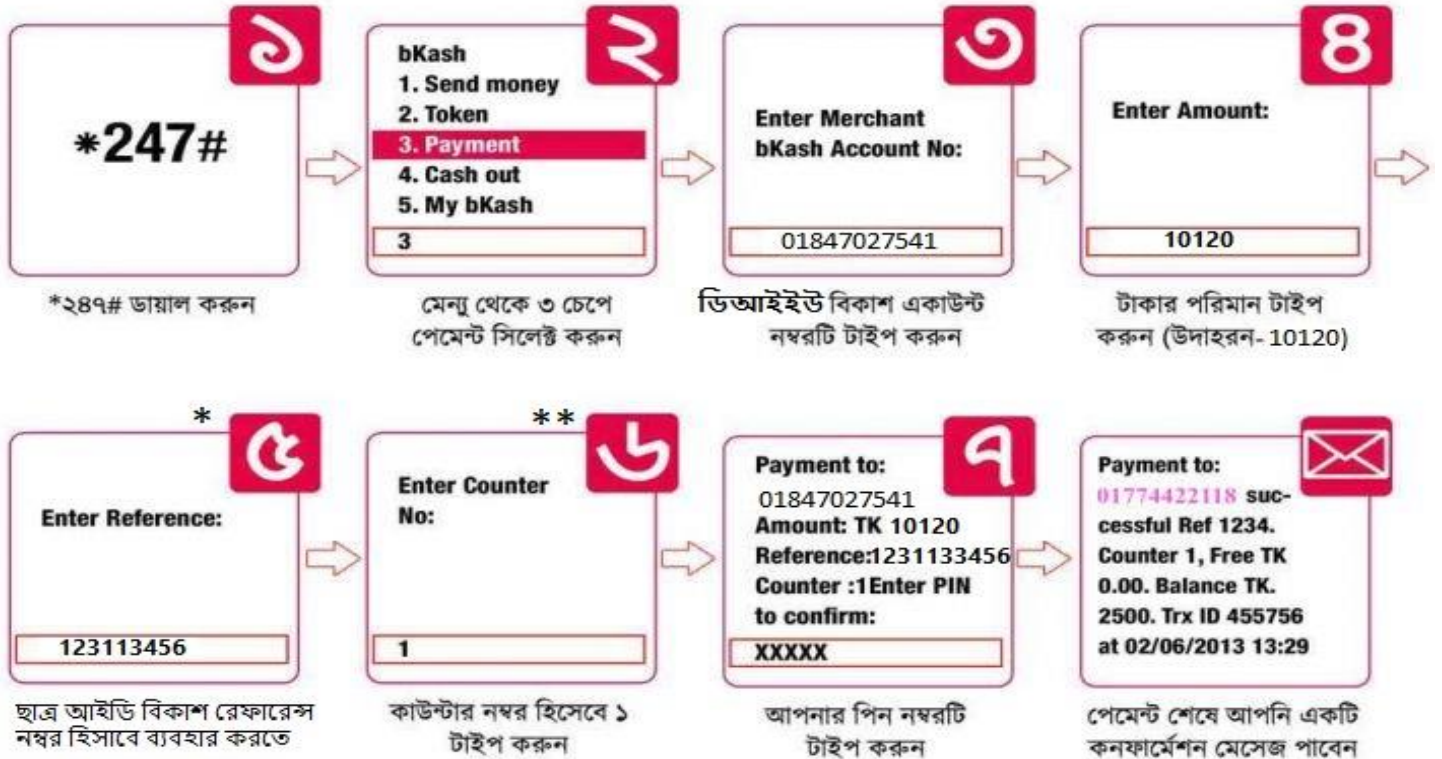 ১
*247#
*২৪৭# ডায়াল করুন
২
bKash
1. Send money
2. Token
3. Payment
4. Cash out
5. My bKash
3
মেন্যু থেকে ৩ চেপে
পেমেন্ট সিলেক্ট করুন
৩
Enter Merchant
bKash Account No:
01847027541
ডিআইইউ বিকাশ একাউন্ট
নম্বরটি টাইপ করুন
৪
Enter Amount:
10120
টাকার পরিমান টাইপ
করুন (উদাহরন- 10120)
*
৫
Enter Reference:
123113456
ছাত্র আইডি বিকাশ রেফারেন্স
নম্বর হিসাবে ব্যবহার করতে
**
৬
Enter Counter
No:
1
কাউন্টার নম্বর হিসেবে ১
টাইপ করুন
৭
Payment to:
01847027541
Amount: TK 10120
Reference:1231133456
Counter :1Enter PIN
to confirm:
XXXXX
আপনার পিন নম্বরটি
টাইপ করুন
Payment to:
01774422118 suc-
cessful Ref 1234.
Counter 1, Free TK
0.00. Balance TK.
2500. Trx ID 455756
at 02/06/2013 13:29
পেমেন্ট শেষে আপনি একটি
কনফার্মেশন মেসেজ পাবেন